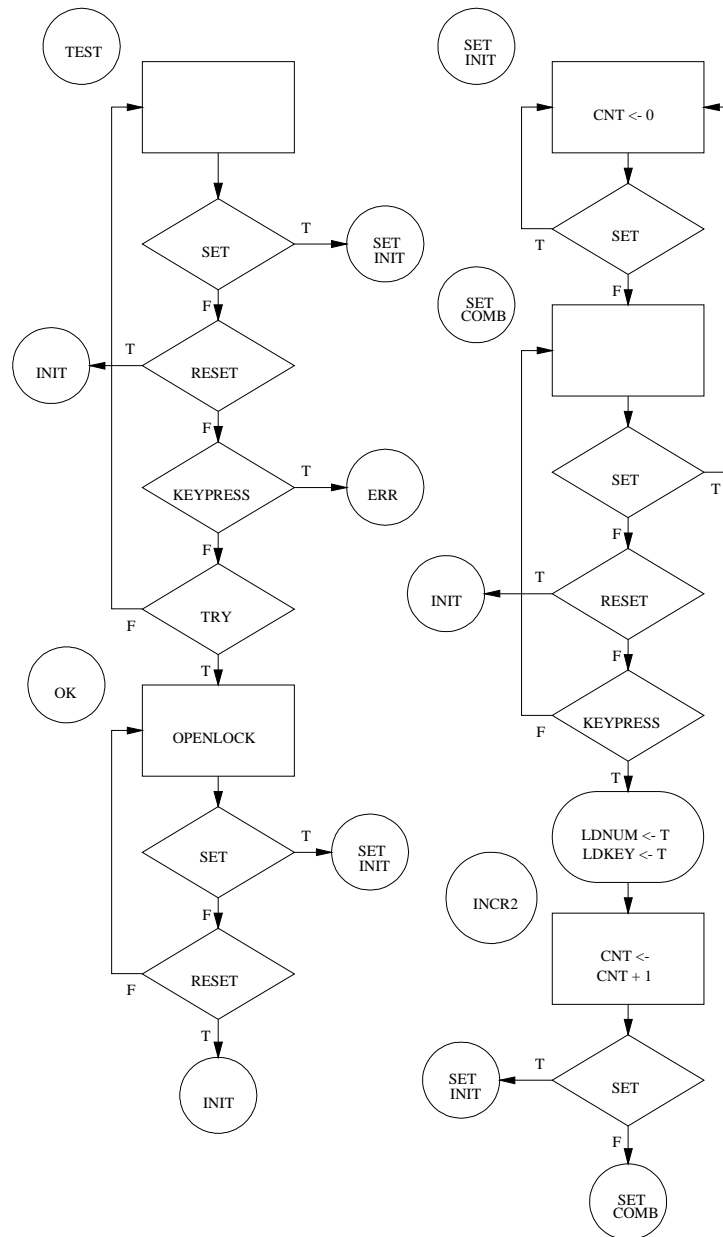 TEST
T
SET
SET
INIT
F
T
INIT
RESET
F
T
KEYPRESS
ERR
F
F
TRY
T
OK
OPENLOCK
T
SET
SET
INIT
F
RESET
F
T
INIT
SET
INIT
CNT <- 0
SET
T
F
SET
COMB
SET
T
F
T
INIT
RESET
F
KEYPRESS
F
T
LDNUM <- T
LDKEY <- T
INCR2
CNT <-
CNT + 1
T
SET
INIT
SET
F
SET
COMB